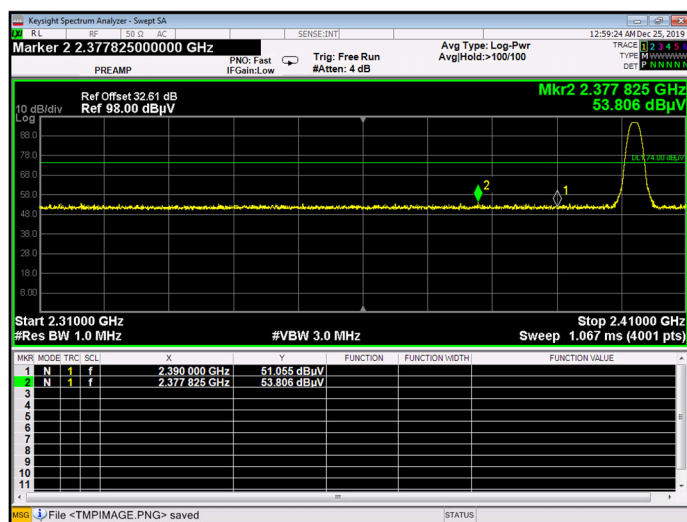 Keysight Spectrum Analyzer - Swept SA
RL RF 50 Ω AC SENSE:INT 12:59:24 AM Dec 25, 2019
Marker 2 2.377825000000 GHz
PREAMP
PNO: Fast
IFGain:Low
Trig: Free Run
#Atten: 4 dB
Avg Type: Log-Pwr
Avg|Hold:>100/100
TRACE 1 2 3 4 5 6
TYPE M W W W W W
DET P N N N N N
Mkr2 2.377 825 GHz
53.806 dBµV
Ref Offset 32.61 dB
10 dB/div Ref 98.00 dBµV
Log
88.0
78.0
DL1 74.00 dBµV
68.0
58.0
2
1
48.0
38.0
28.0
18.0
8.00
Start 2.31000 GHz Stop 2.41000 GHz
#Res BW 1.0 MHz #VBW 3.0 MHz Sweep 1.067 ms (4001 pts)
MKR MODE TRC SCL X Y FUNCTION FUNCTION WIDTH FUNCTION VALUE
1 N 1 f 2.390 000 GHz 51.055 dBµV
2 N 1 f 2.377 825 GHz 53.806 dBµV
3
4
5
6
7
8
9
10
11
MSG File <TMPIMAGE.PNG> saved STATUS